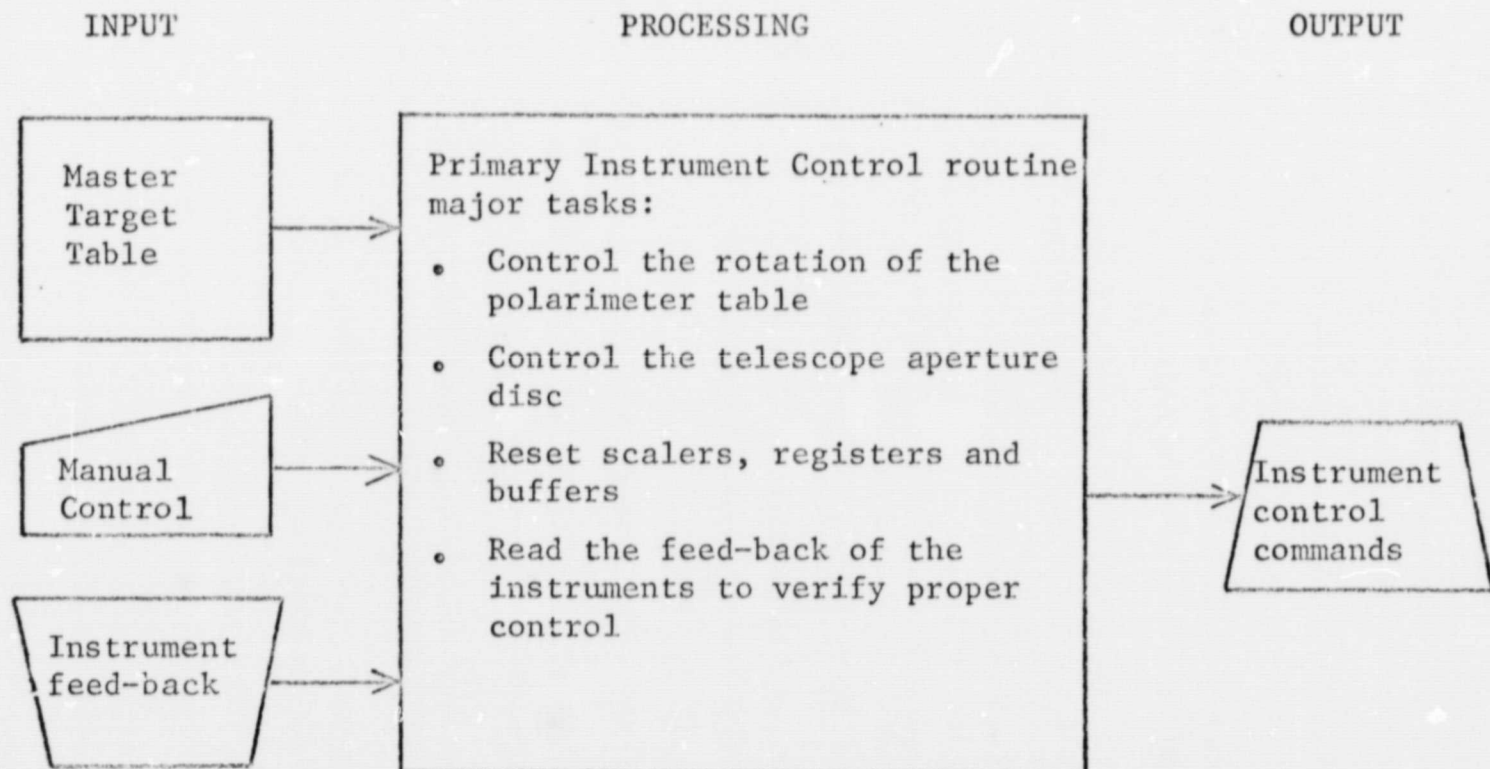 INPUT
PROCESSING
OUTPUT
Master
Target
Table
Manual
Control
Instrument
feed-back
Primary Instrument Control routine
major tasks:
• Control the rotation of the
polarimeter table
• Control the telescope aperture
disc
• Reset scalers, registers and
buffers
• Read the feed-back of the
instruments to verify proper
control
Instrument
control
commands